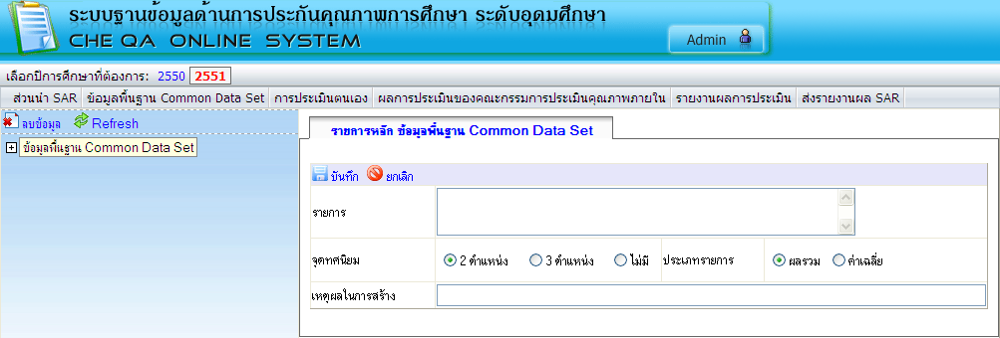 ระบบฐานข้อมูลด้านการประกันคุณภาพการศึกษา ระดับอุดมศึกษา
CHE QA ONLINE SYSTEM
Admin
เลือกปีการศึกษาที่ต้องการ: 2550 2551
ส่วนนำ SAR ข้อมูลพื้นฐาน Common Data Set การประเมินตนเอง ผลการประเมินของคณะกรรมการประเมินคุณภาพภายใน รายงานผลการประเมิน ส่งรายงานผล SAR
ลบข้อมูล Refresh
ข้อมูลพื้นฐาน Common Data Set
รายการหลัก ข้อมูลพื้นฐาน Common Data Set
บันทึก ยกเลิก
รายการ
จุดทศนิยม 2 ตำแหน่ง 3 ตำแหน่ง ไม่มี ประเภทรายการ ผลรวม ค่าเฉลี่ย
เหตุผลในการสร้าง